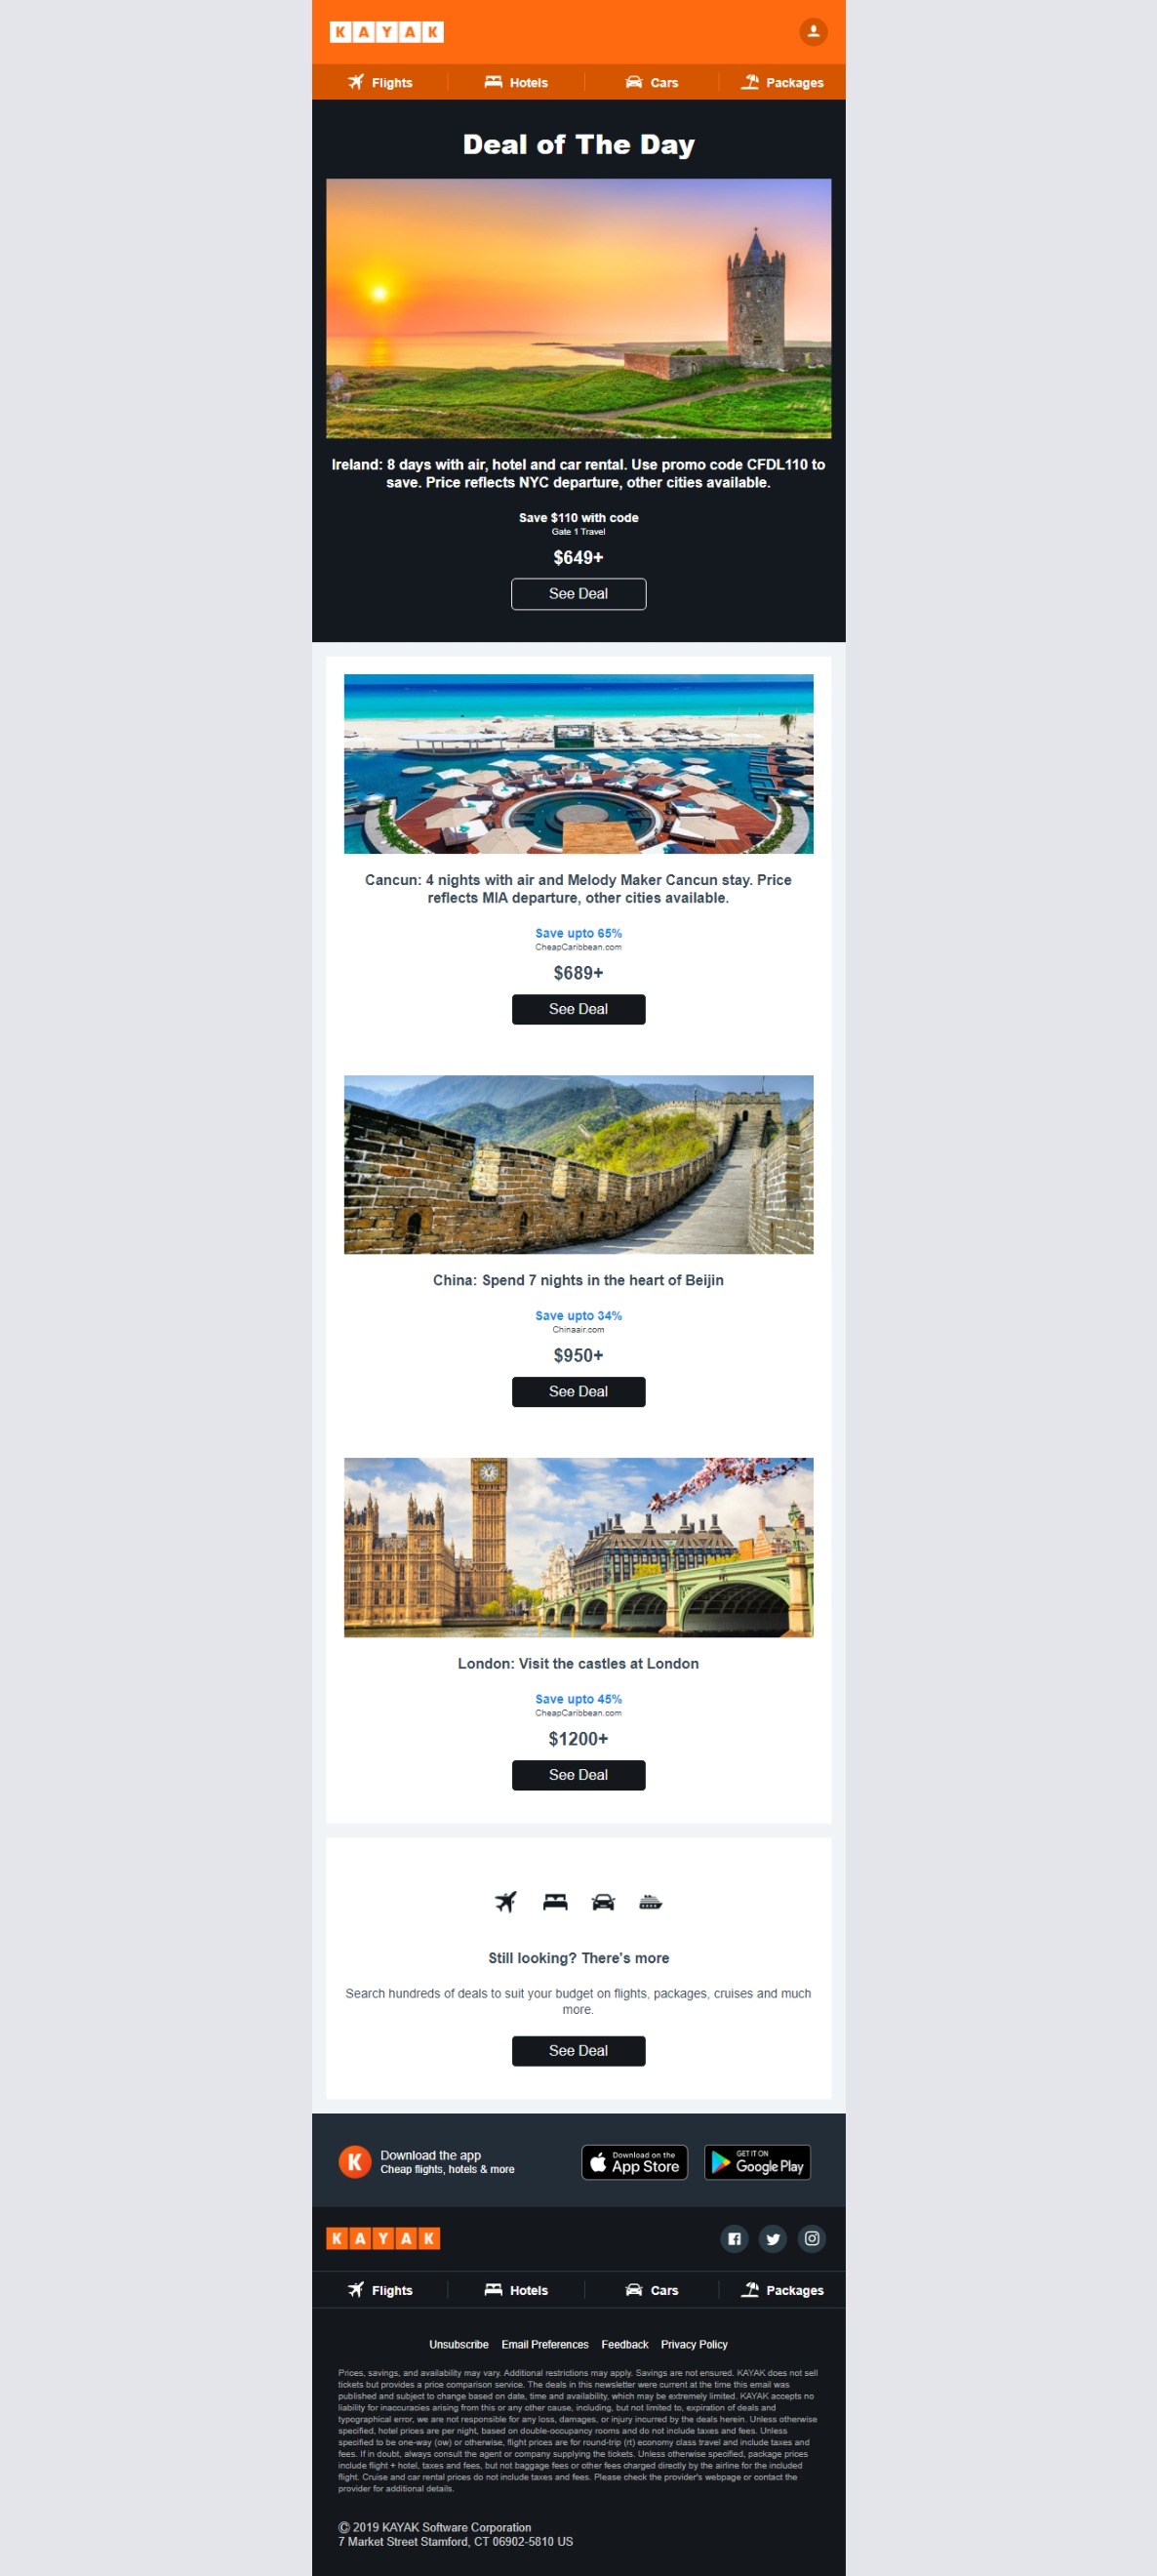 KAYAK
Flights Hotels Cars Packages
Deal of The Day
Ireland: 8 days with air, hotel and car rental. Use promo code CFDL110 to
save. Price reflects NYC departure, other cities available.
Save $110 with code
Gate 1 Travel
$649+
See Deal
Cancun: 4 nights with air and Melody Maker Cancun stay. Price
reflects MIA departure, other cities available.
Save upto 65%
CheapCaribbean.com
$689+
See Deal
China: Spend 7 nights in the heart of Beijin
Save upto 34%
Chinaair.com
$950+
See Deal
London: Visit the castles at London
Save upto 45%
CheapCaribbean.com
$1200+
See Deal
Still looking? There's more
Search hundreds of deals to suit your budget on flights, packages, cruises and much
more.
See Deal
K
Download the app
Cheap flights, hotels & more
Download on the
App Store
GET IT ON
Google Play
KAYAK
Flights Hotels Cars Packages
Unsubscribe Email Preferences Feedback Privacy Policy
Prices, savings, and availability may vary. Additional restrictions may apply. Savings are not ensured. KAYAK does not sell
tickets but provides a price comparison service. The deals in this newsletter were current at the time this email was
published and subject to change based on date, time and availability, which may be extremely limited. KAYAK accepts no
liability for inaccuracies arising from this or any other cause, including, but not limited to, expiration of deals and
typographical error, we are not responsible for any loss, damages, or injury incurred by the deals herein. Unless otherwise
specified, hotel prices are per night, based on double-occupancy rooms and do not include taxes and fees. Unless
specified to be one-way (ow) or otherwise, flight prices are for round-trip (rt) economy class travel and include taxes and
fees. If in doubt, always consult the agent or company supplying the tickets. Unless otherwise specified, package prices
include flight + hotel, taxes and fees, but not baggage fees or other fees charged directly by the airline for the included
flight. Cruise and car rental prices do not include taxes and fees. Please check the provider's webpage or contact the
provider for additional details.
© 2019 KAYAK Software Corporation
7 Market Street Stamford, CT 06902-5810 US